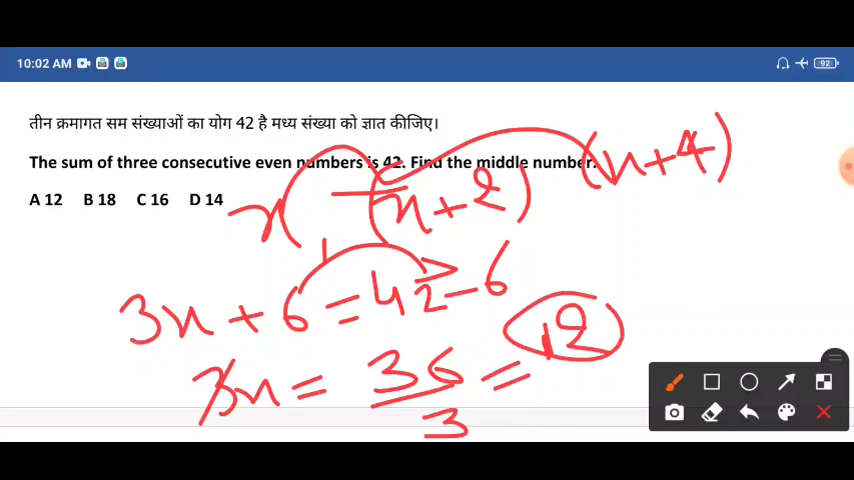 10:02 AM 92
तीन क्रमागत सम संख्याओं का योग 42 है मध्य संख्या को ज्ञात कीजिए।
The sum of three consecutive even numbers is 42. Find the middle number.
A 12 B 18 C 16 D 14
x (x+2) (x+4)
3x + 6 = 42 - 6
3x = 36/3 = 12